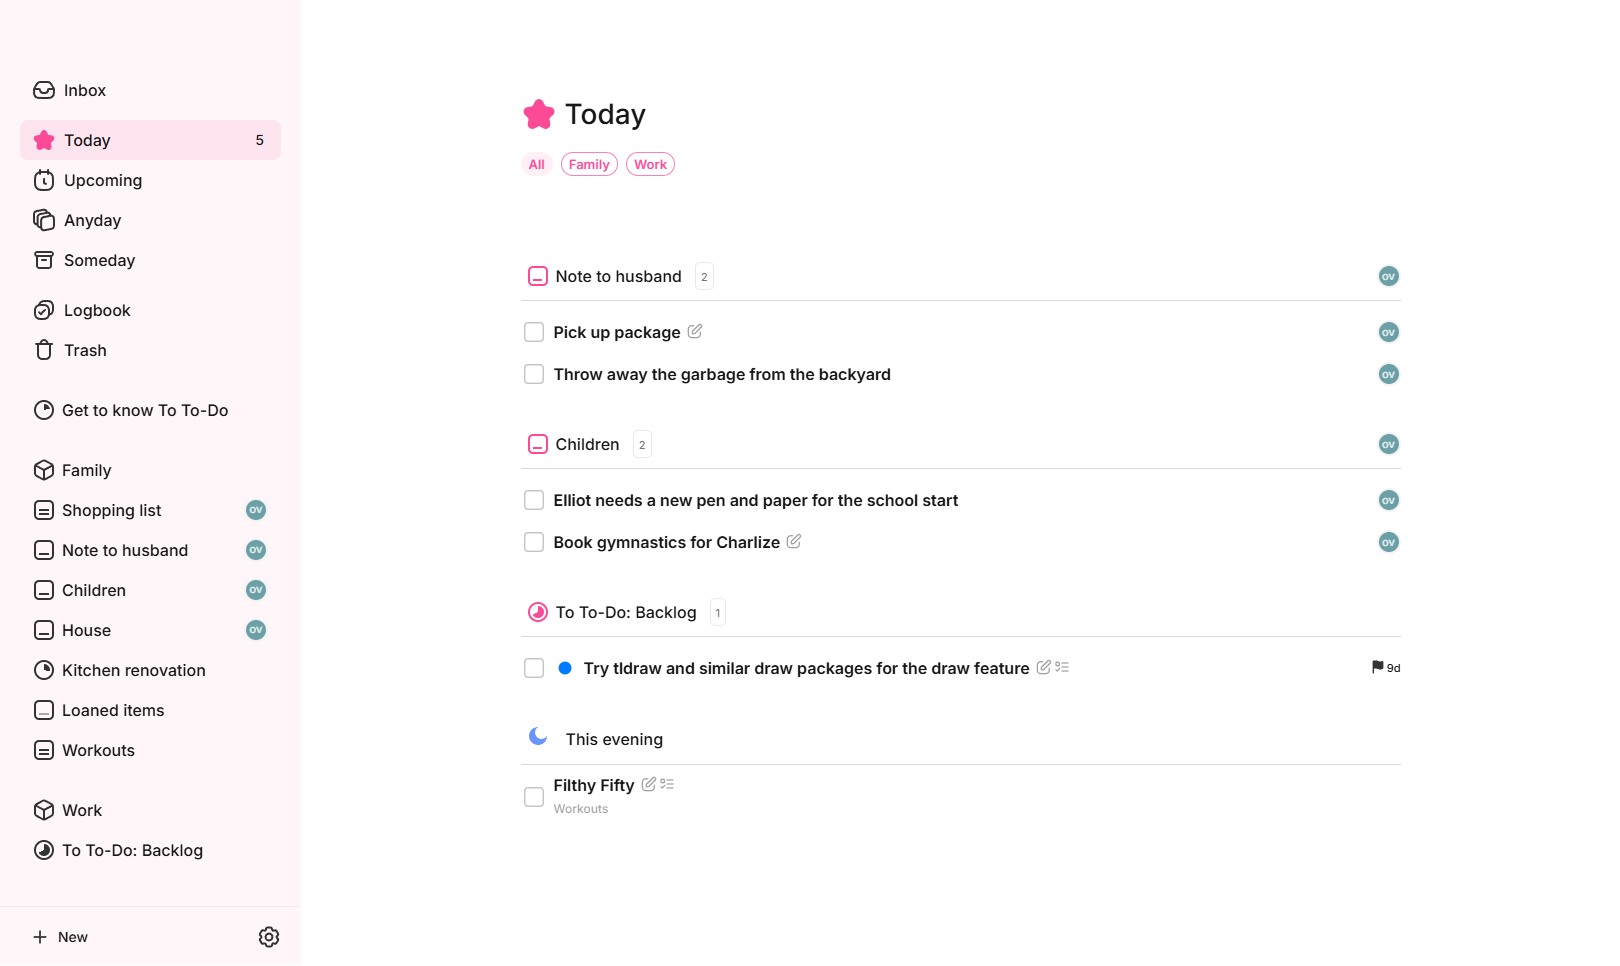 Inbox
Today 5
Upcoming
Anyday
Someday
Logbook
Trash
Get to know To To-Do
Family
Shopping list OV
Note to husband OV
Children OV
House OV
Kitchen renovation
Loaned items
Workouts
Work
To To-Do: Backlog
New
Today
All Family Work
Note to husband 2 OV
Pick up package OV
Throw away the garbage from the backyard OV
Children 2 OV
Elliot needs a new pen and paper for the school start OV
Book gymnastics for Charlize OV
To To-Do: Backlog 1
Try tldraw and similar draw packages for the draw feature 9d
This evening
Filthy Fifty
Workouts